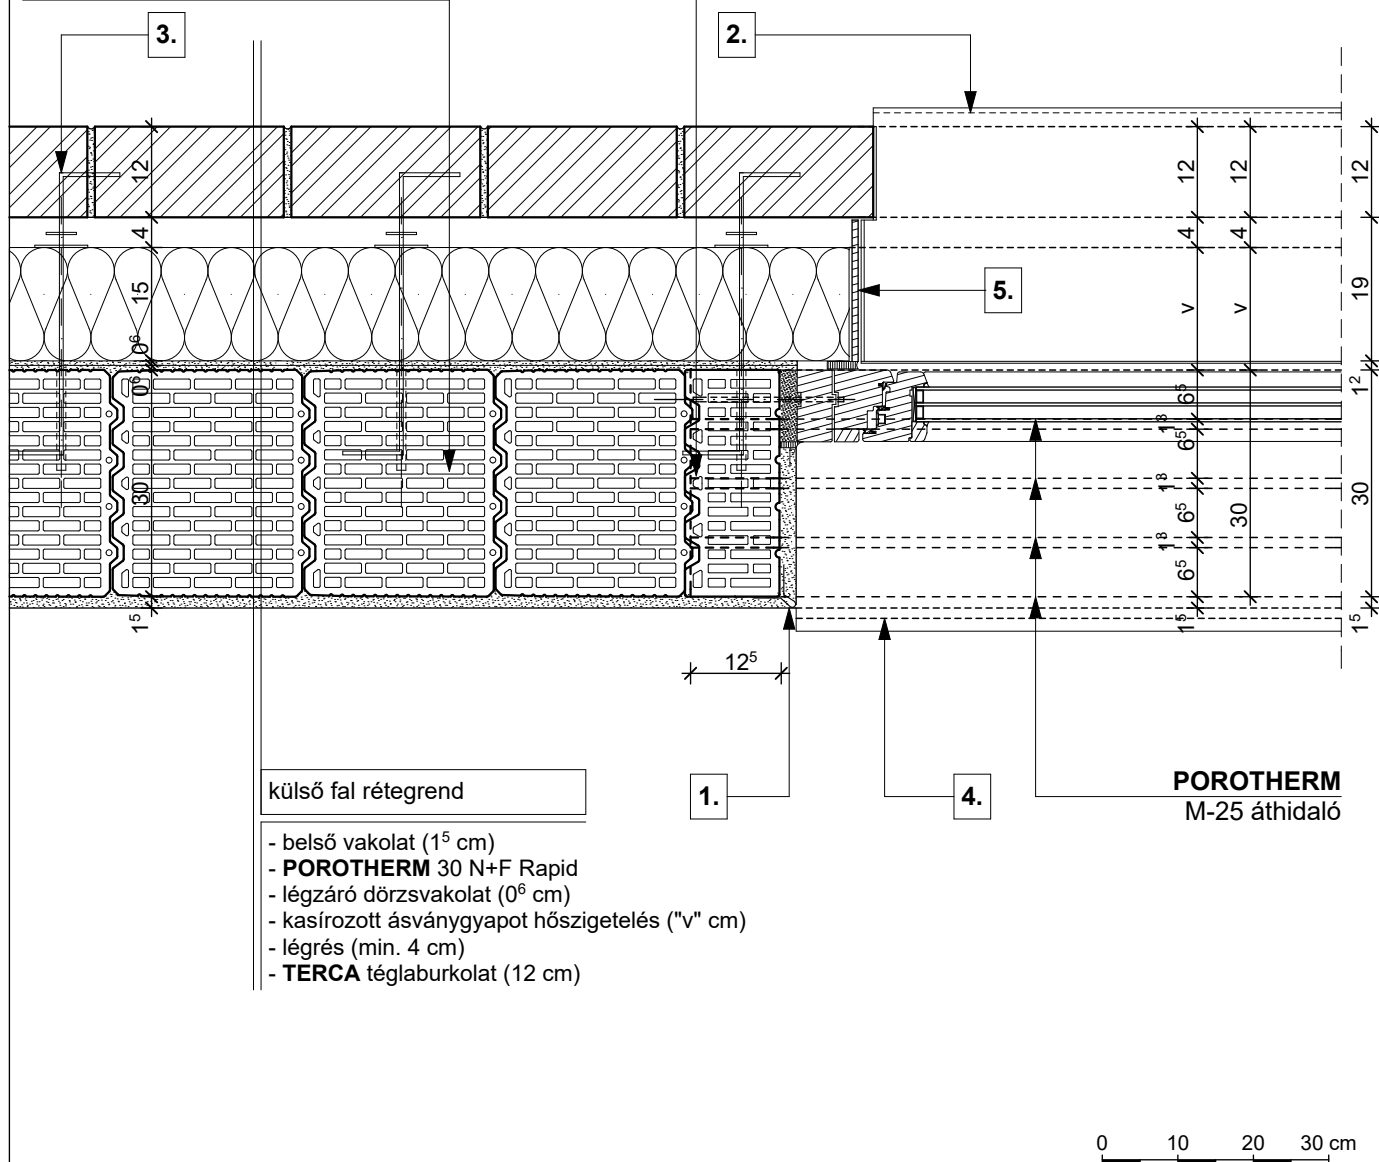 3.
2.
12
4
15
0⁶
0⁶
30
1⁵
12
4
v
6⁵
1⁸
6⁵
1⁸
6⁵
1⁸
6⁵
1⁵
12
4
v
30
12
19
1²
30
1⁵
5.
12⁵
1.
4.
POROTHERM
M-25 áthidaló
külső fal rétegrend
- belső vakolat (1⁵ cm)
- POROTHERM 30 N+F Rapid
- légzáró dörzsvakolat (0⁶ cm)
- kasírozott ásványgyapot hőszigetelés ("v" cm)
- légrés (min. 4 cm)
- TERCA téglaburkolat (12 cm)
0 10 20 30 cm